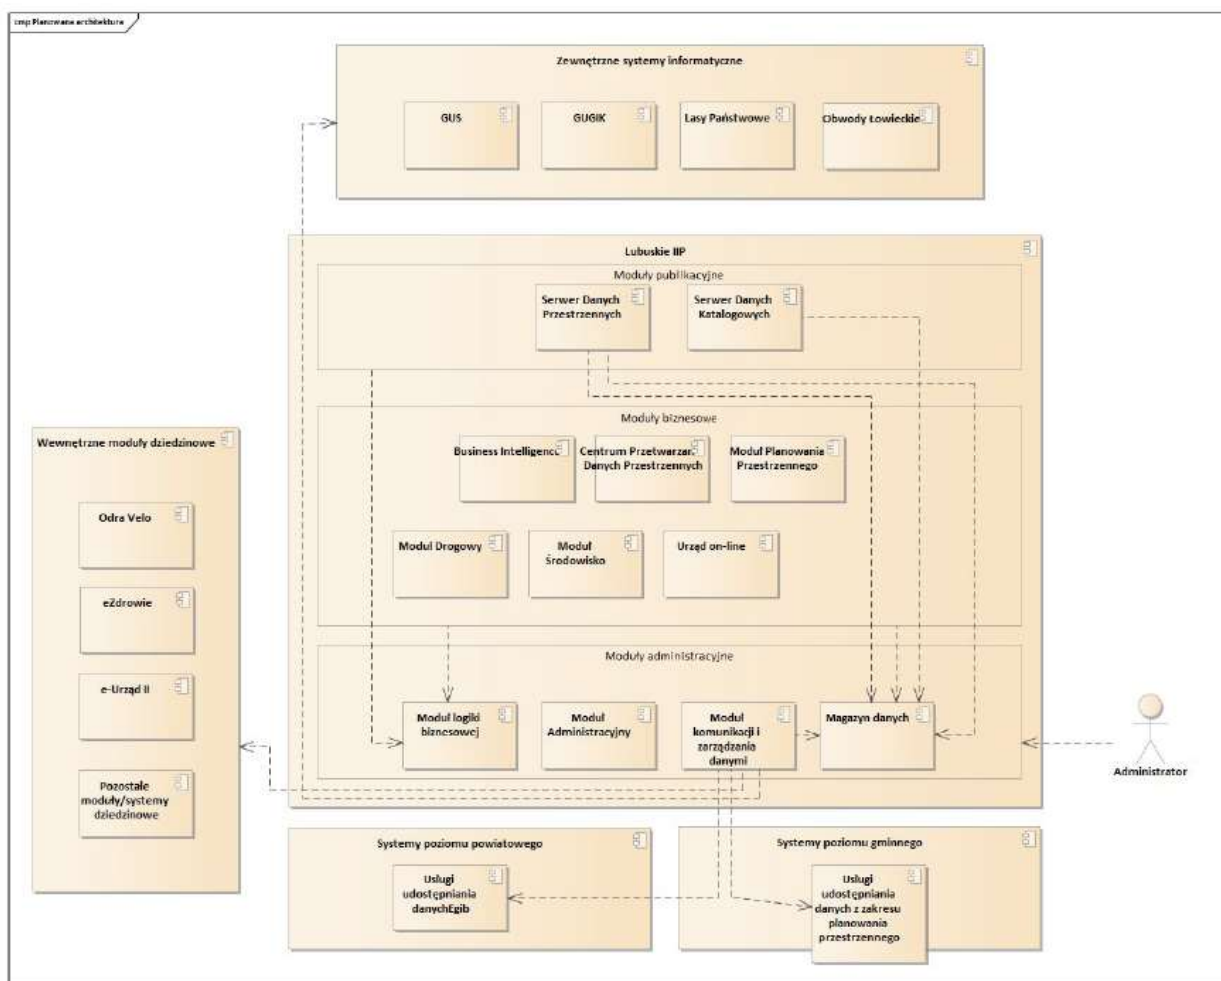 cmp Planowana architektura
Zewnętrzne systemy informatyczne
GUS
GUGIK
Lasy Państwowe
Obwody Łowieckie
Lubuskie IIP
Moduły publikacyjne
Serwer Danych
Przestrzennych
Serwer Danych
Katalogowych
Moduły biznesowe
Business Intelligence
Centrum Przetwarzan
Danych Przestrzennych
Moduł Planowania
Przestrzennego
Moduł Drogowy
Moduł
Środowisko
Urząd on-line
Moduły administracyjne
Moduł logiki
biznesowej
Moduł
Administracyjny
Moduł
komunikacji i
zarządzania
danymi
Magazyn danych
Wewnętrzne moduły dziedzinowe
Odra Velo
eZdrowie
e-Urząd II
Pozostałe
moduły/systemy
dziedzinowe
Administrator
Systemy poziomu powiatowego
Usługi
udostępniania
danychEgib
Systemy poziomu gminnego
Usługi
udostępniania
danych z zakresu
planowania
przestrzennego